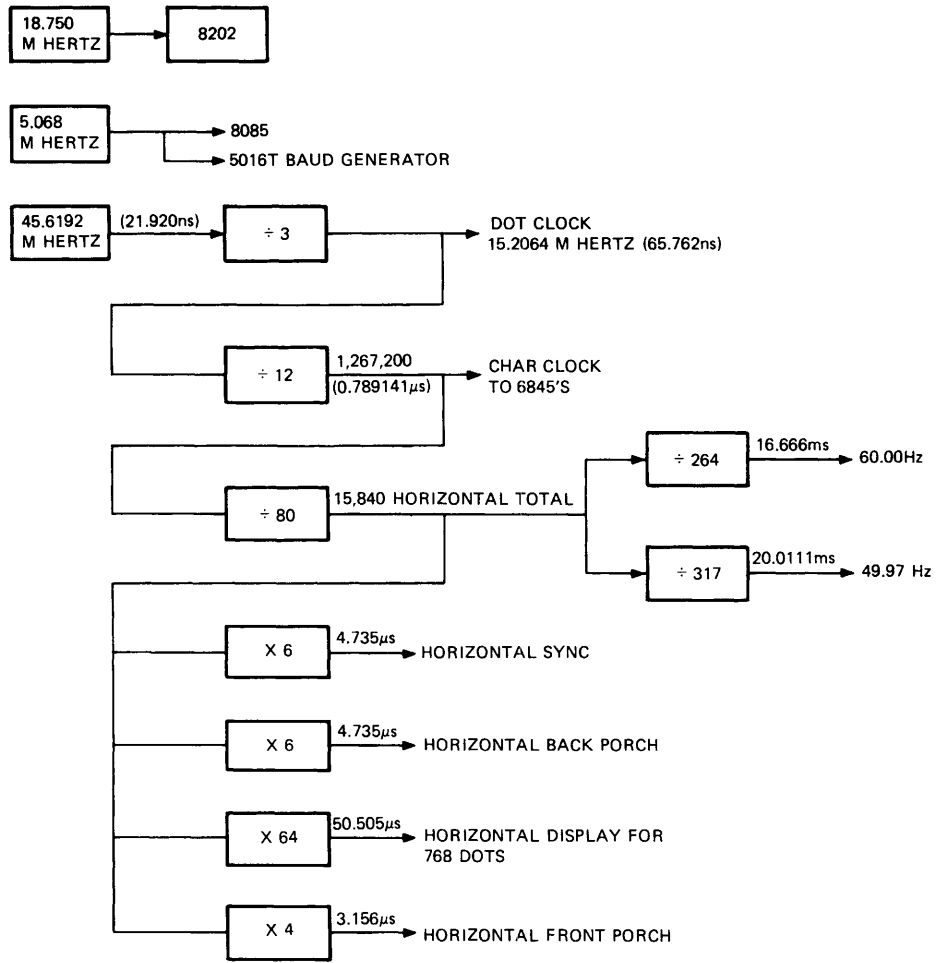 18.750
M HERTZ
8202
5.068
M HERTZ
8085
5016T BAUD GENERATOR
45.6192
M HERTZ
(21.920ns)
÷ 3
DOT CLOCK
15.2064 M HERTZ (65.762ns)
÷ 12
1,267,200
(0.789141μs)
CHAR CLOCK
TO 6845'S
÷ 80
15,840 HORIZONTAL TOTAL
÷ 264
16.666ms
60.00Hz
÷ 317
20.0111ms
49.97 Hz
X 6
4.735μs
HORIZONTAL SYNC
X 6
4.735μs
HORIZONTAL BACK PORCH
X 64
50.505μs
HORIZONTAL DISPLAY FOR
768 DOTS
X 4
3.156μs
HORIZONTAL FRONT PORCH